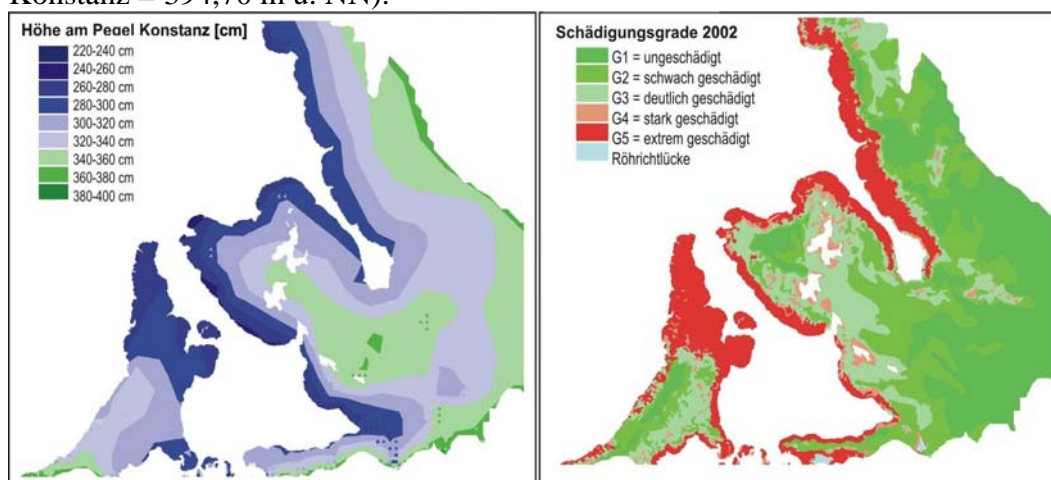 Konstanz = 394,70 m ü. NN).
Höhe am Pegel Konstanz [cm]
220-240 cm
240-260 cm
260-280 cm
280-300 cm
300-320 cm
320-340 cm
340-360 cm
360-380 cm
380-400 cm
Schädigungsgrade 2002
G1 = ungeschädigt
G2 = schwach geschädigt
G3 = deutlich geschädigt
G4 = stark geschädigt
G5 = extrem geschädigt
Röhrichtlücke